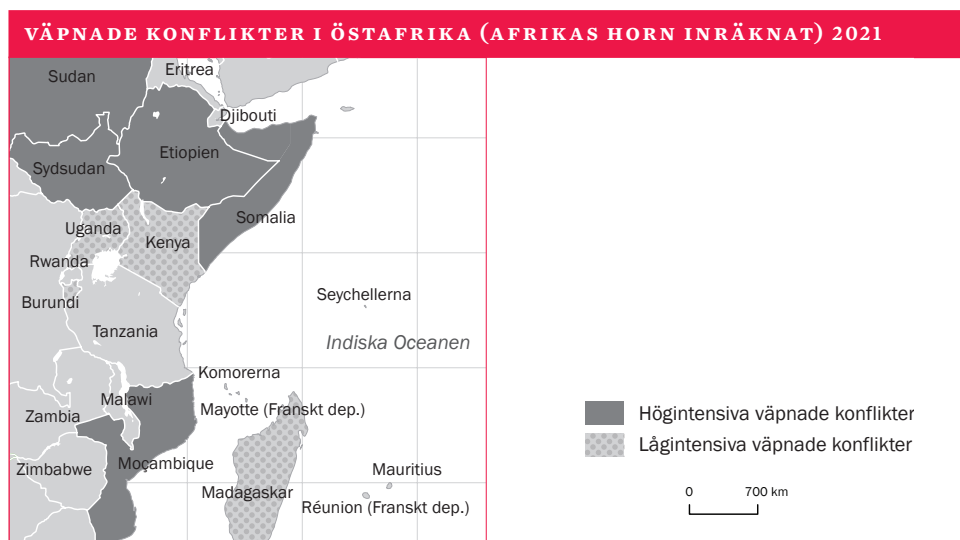 VÄPNADE KONFLIKTER I ÖSTAFRIKA (AFRIKAS HORN INRÄKNAT) 2021
Eritrea
Sudan
Djibouti
Etiopien
Sydsudan
Somalia
Uganda
Kenya
Rwanda
Seychellerna
Burundi
Tanzania
Indiska Oceanen
Komorerna
Malawi
Mayotte (Franskt dep.)
Zambia
Moçambique
Zimbabwe
Mauritius
Madagaskar
Réunion (Franskt dep.)
Högintensiva väpnade konflikter
Lågintensiva väpnade konflikter
0 700 km